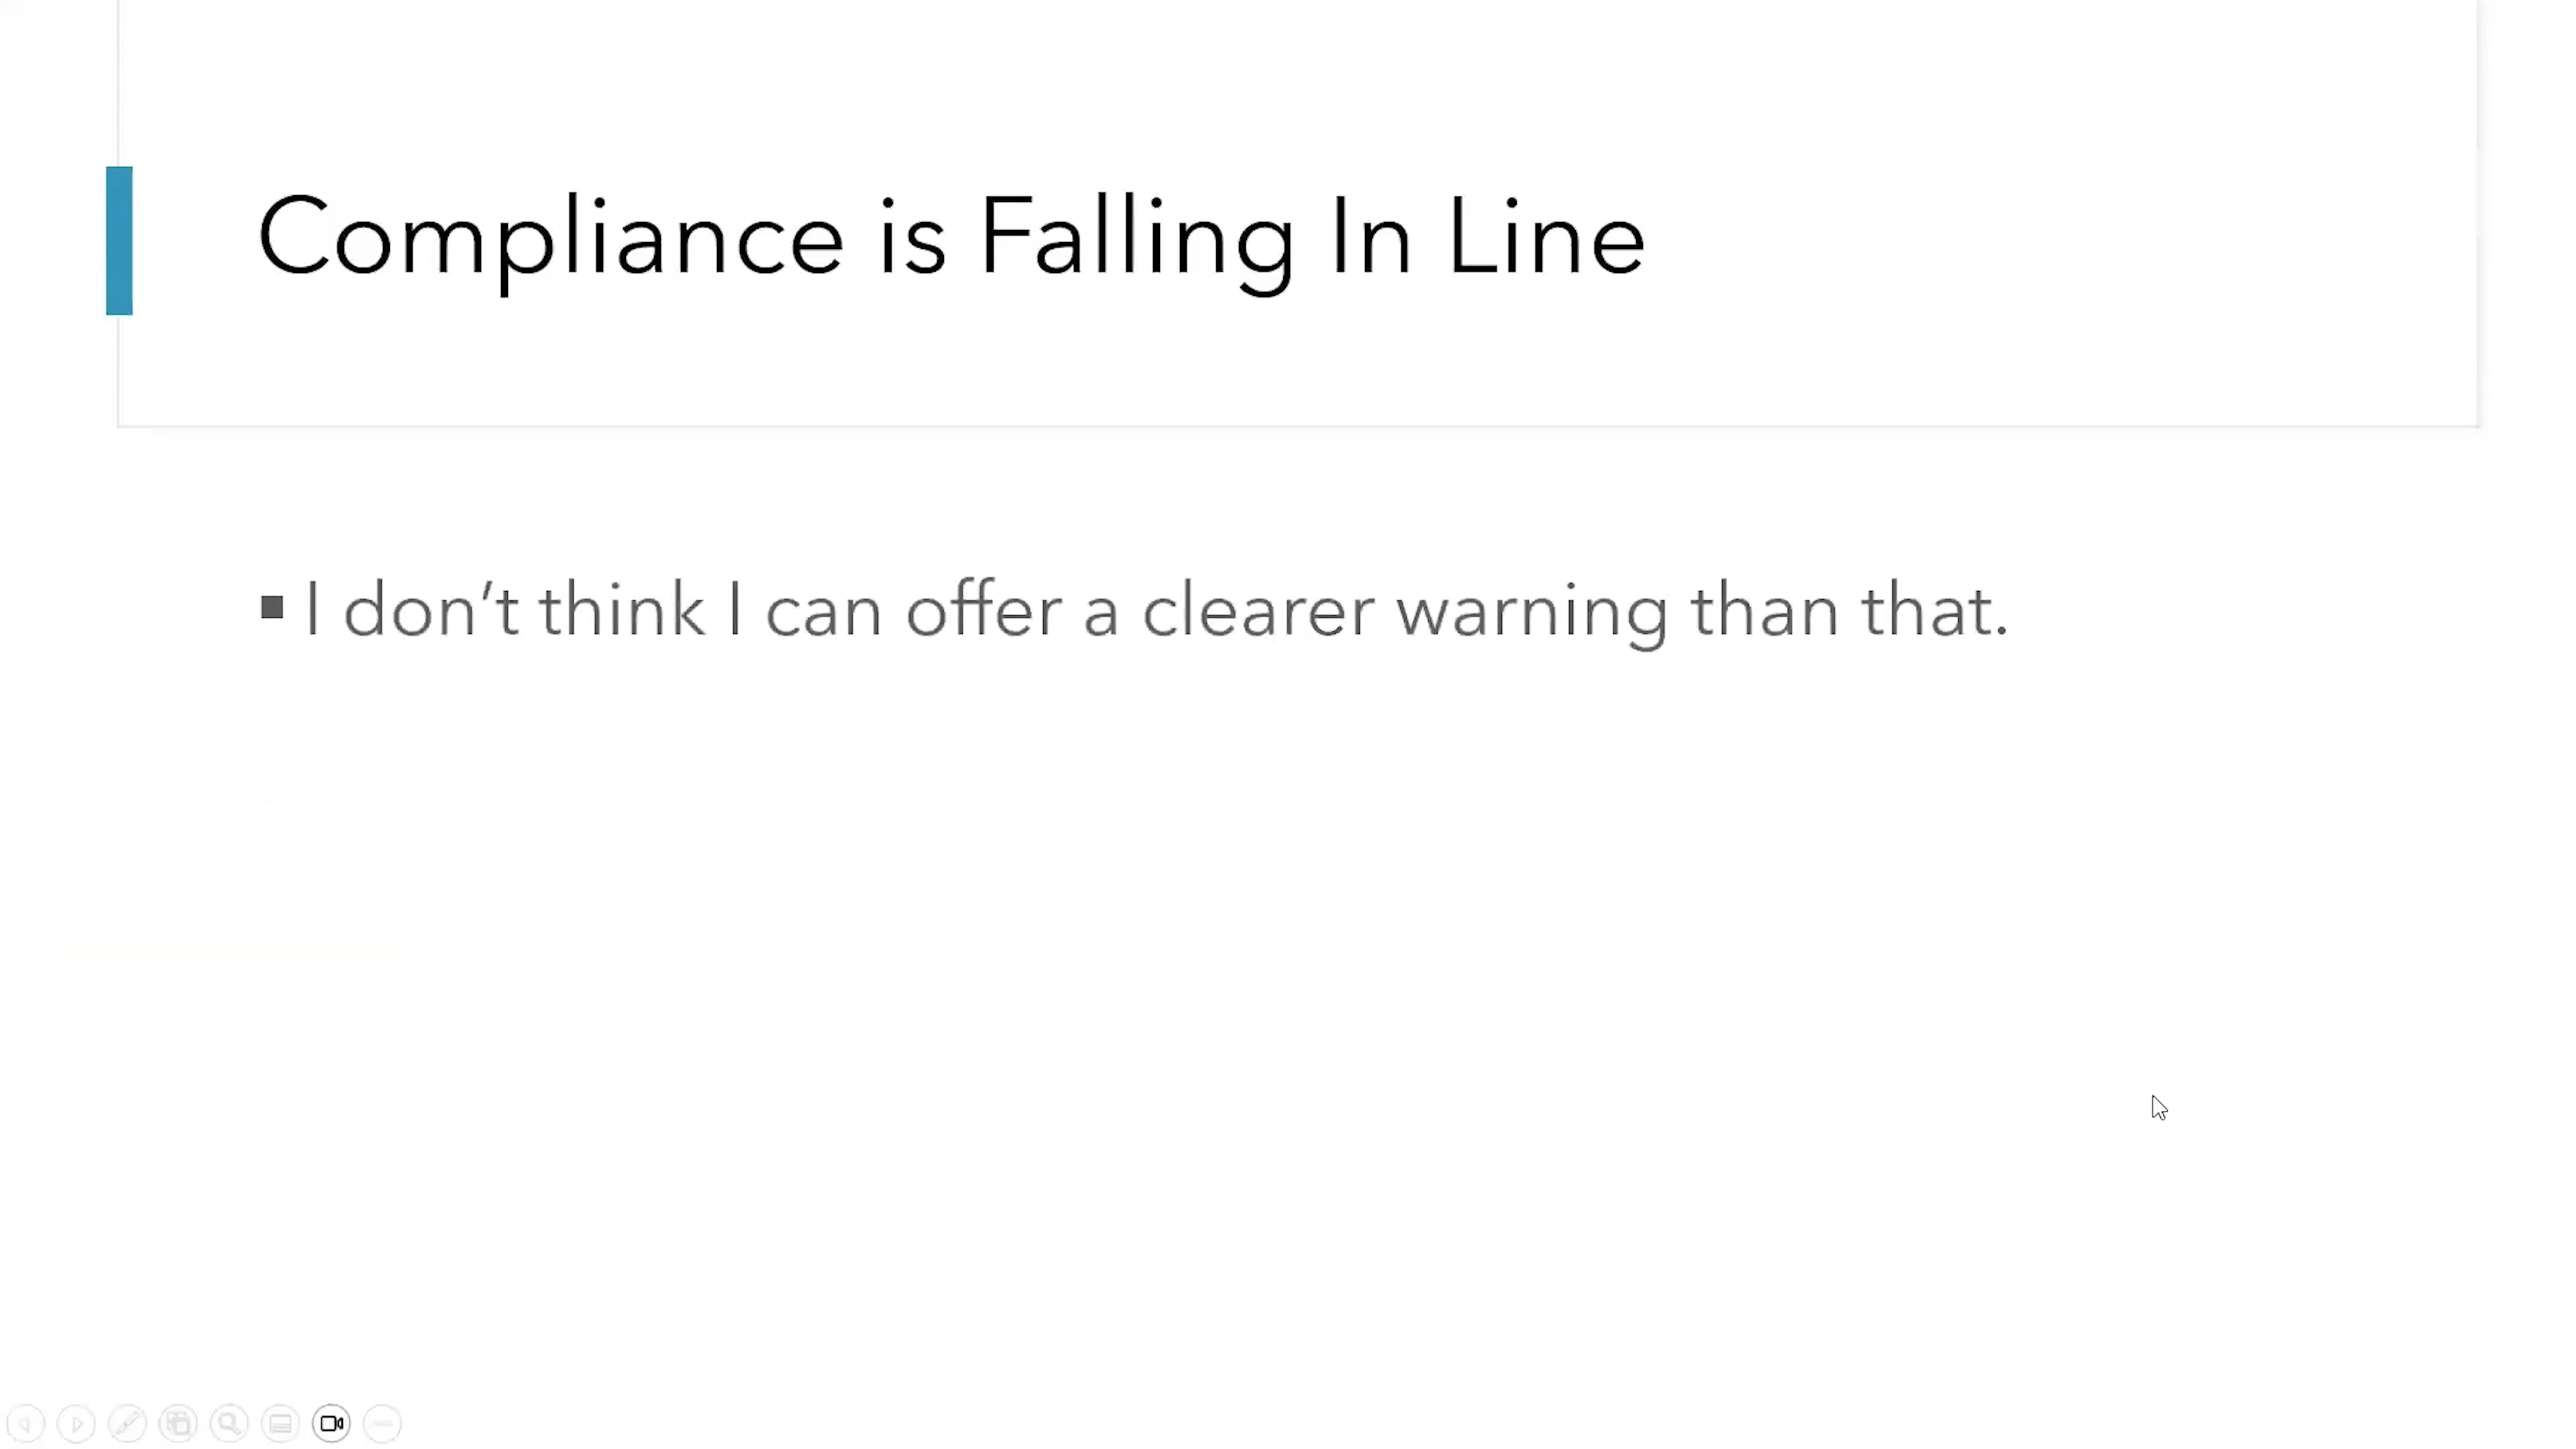 Compliance is Falling In Line
▪ I don’t think I can offer a clearer warning than that.